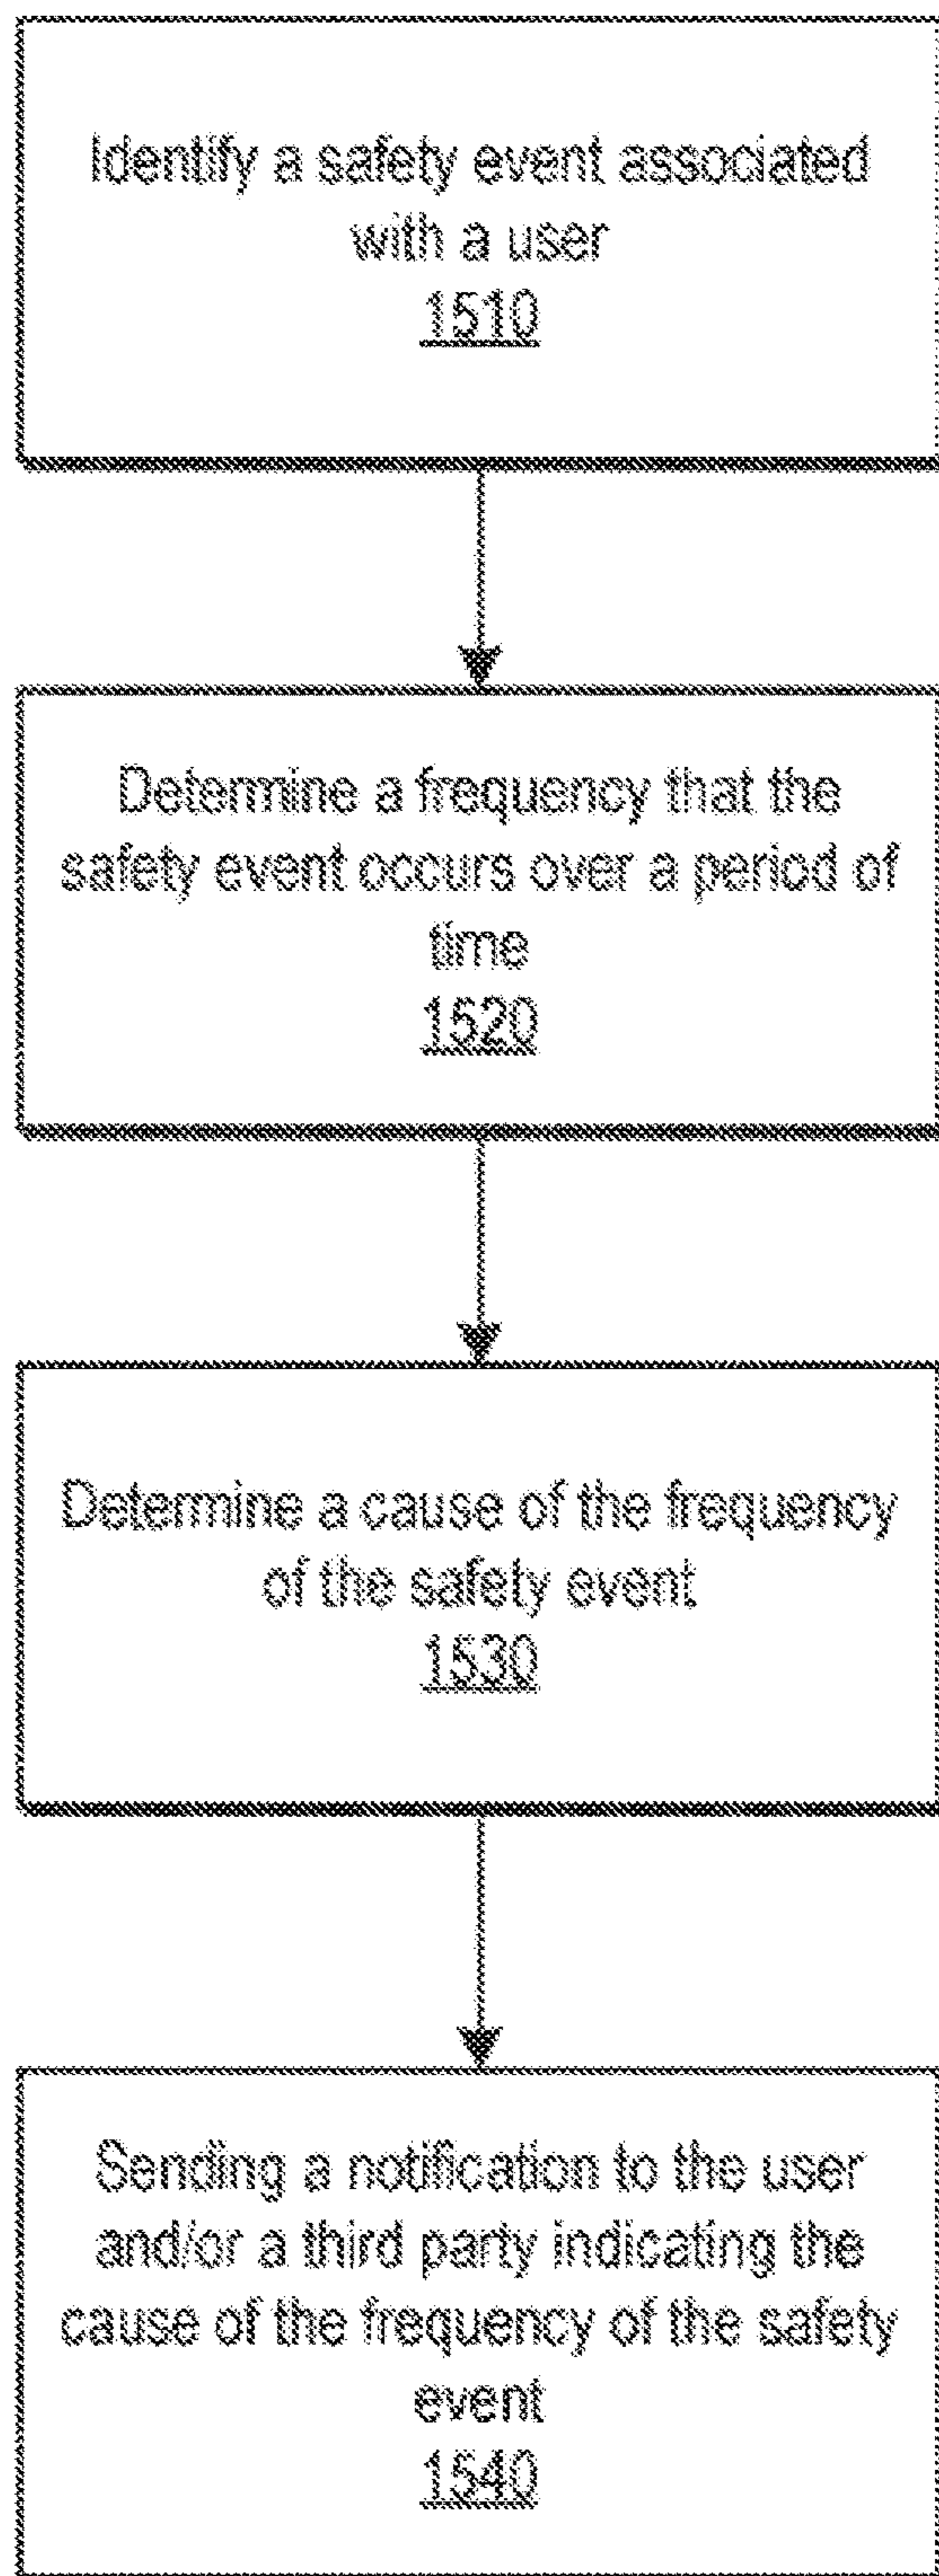 Identify a safety event associated
with a user
1510
Determine a frequency that the
safety event occurs over a period of
time
1520
Determine a cause of the frequency
of the safety event
1530
Sending a notification to the user
and/or a third party indicating the
cause of the frequency of the safety
event
1540